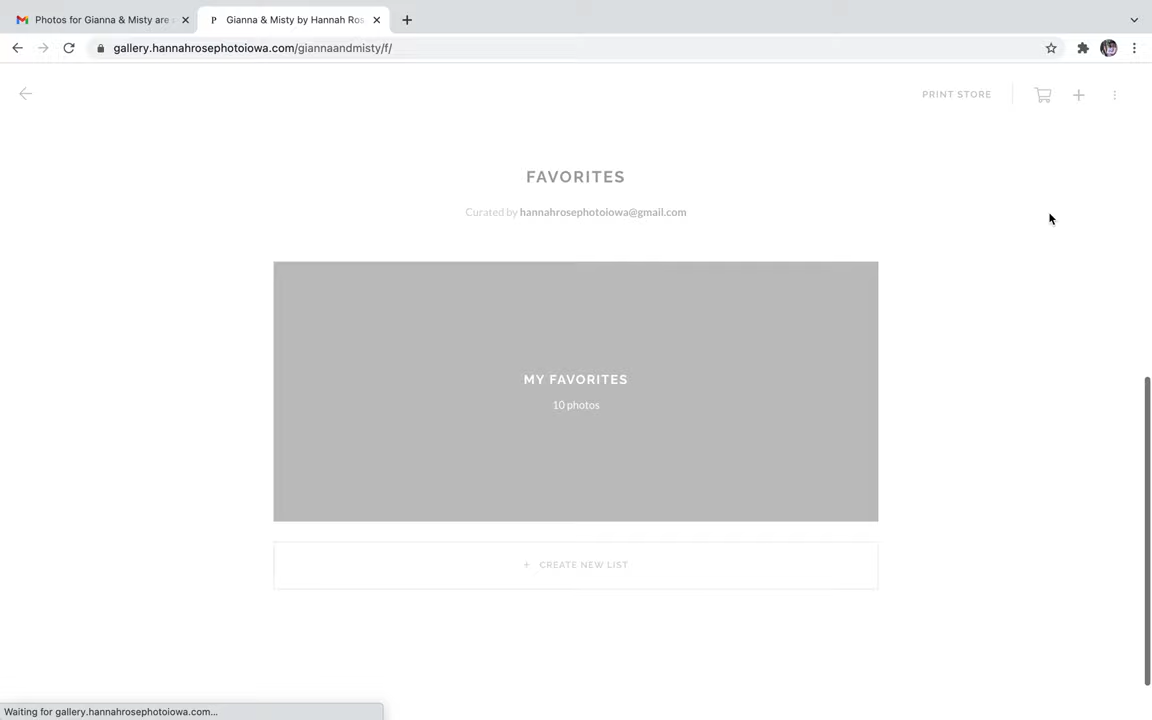 Photos for Gianna & Misty are
Gianna & Misty by Hannah Ros
gallery.hannahrosephotoiowa.com/giannaandmisty/f/
PRINT STORE
FAVORITES
Curated by hannahrosephotoiowa@gmail.com
MY FAVORITES
10 photos
+ CREATE NEW LIST
Waiting for gallery.hannahrosephotoiowa.com...